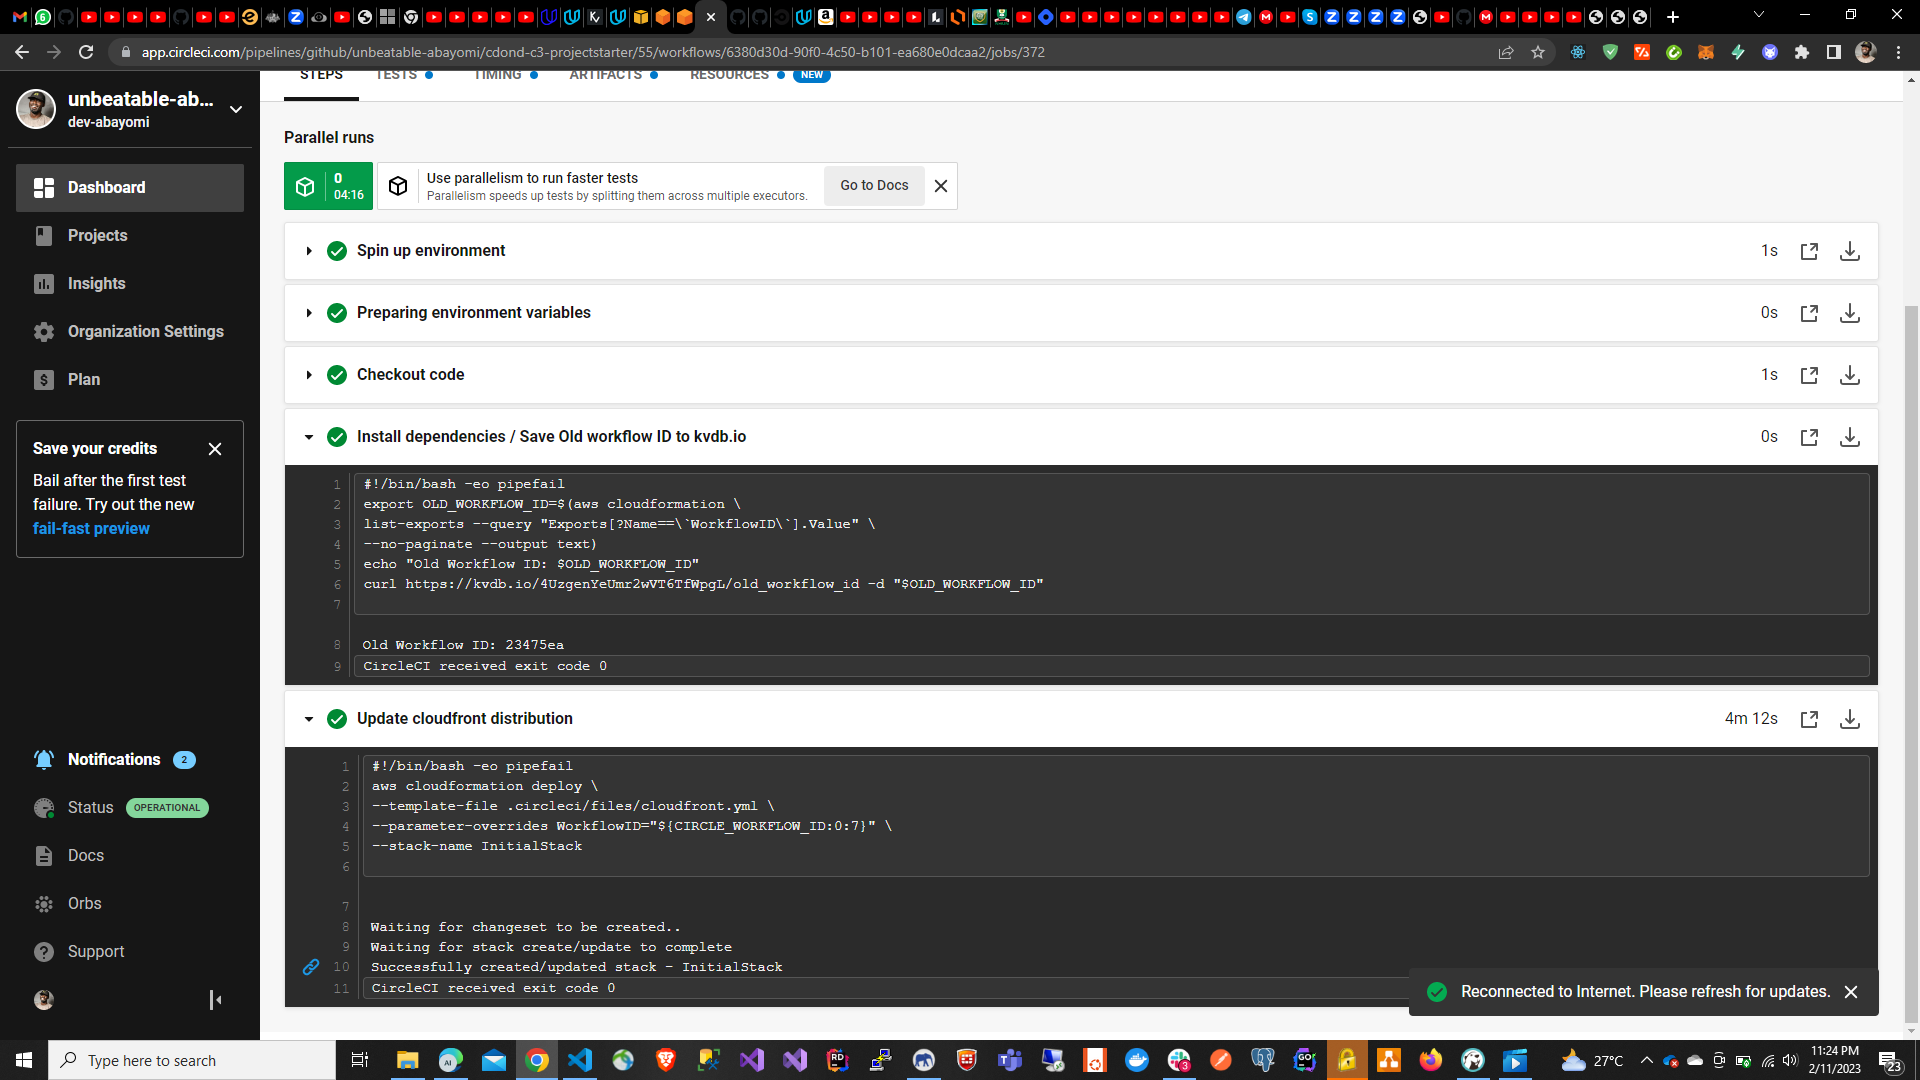 app.circleci.com/pipelines/github/unbeatable-abayomi/cdond-c3-projectstarter/55/workflows/6380d30d-90f0-4c50-b101-ea680e0dcaa2/jobs/372
unbeatable-ab...
dev-abayomi
Dashboard
Projects
Insights
Organization Settings
Plan
Save your credits
Bail after the first test
failure. Try out the new
fail-fast preview
Notifications 2
Status OPERATIONAL
Docs
Orbs
Support
STEPS TESTS TIMING ARTIFACTS RESOURCES NEW
Parallel runs
0
04:16
Use parallelism to run faster tests
Parallelism speeds up tests by splitting them across multiple executors.
Go to Docs
Spin up environment 1s
Preparing environment variables 0s
Checkout code 1s
Install dependencies / Save Old workflow ID to kvdb.io 0s
1 #!/bin/bash -eo pipefail
2 export OLD_WORKFLOW_ID=$(aws cloudformation \
3 list-exports --query "Exports[?Name==\`WorkflowID\`].Value" \
4 --no-paginate --output text)
5 echo "Old Workflow ID: $OLD_WORKFLOW_ID"
6 curl https://kvdb.io/4UzgenYeUmr2wVT6TfWpgL/old_workflow_id -d "$OLD_WORKFLOW_ID"
7
8 Old Workflow ID: 23475ea
9 CircleCI received exit code 0
Update cloudfront distribution 4m 12s
1 #!/bin/bash -eo pipefail
2 aws cloudformation deploy \
3 --template-file .circleci/files/cloudfront.yml \
4 --parameter-overrides WorkflowID="${CIRCLE_WORKFLOW_ID:0:7}" \
5 --stack-name InitialStack
6
7
8 Waiting for changeset to be created..
9 Waiting for stack create/update to complete
10 Successfully created/updated stack - InitialStack
11 CircleCI received exit code 0
Reconnected to Internet. Please refresh for updates.
Type here to search
27°C
11:24 PM
2/11/2023
23